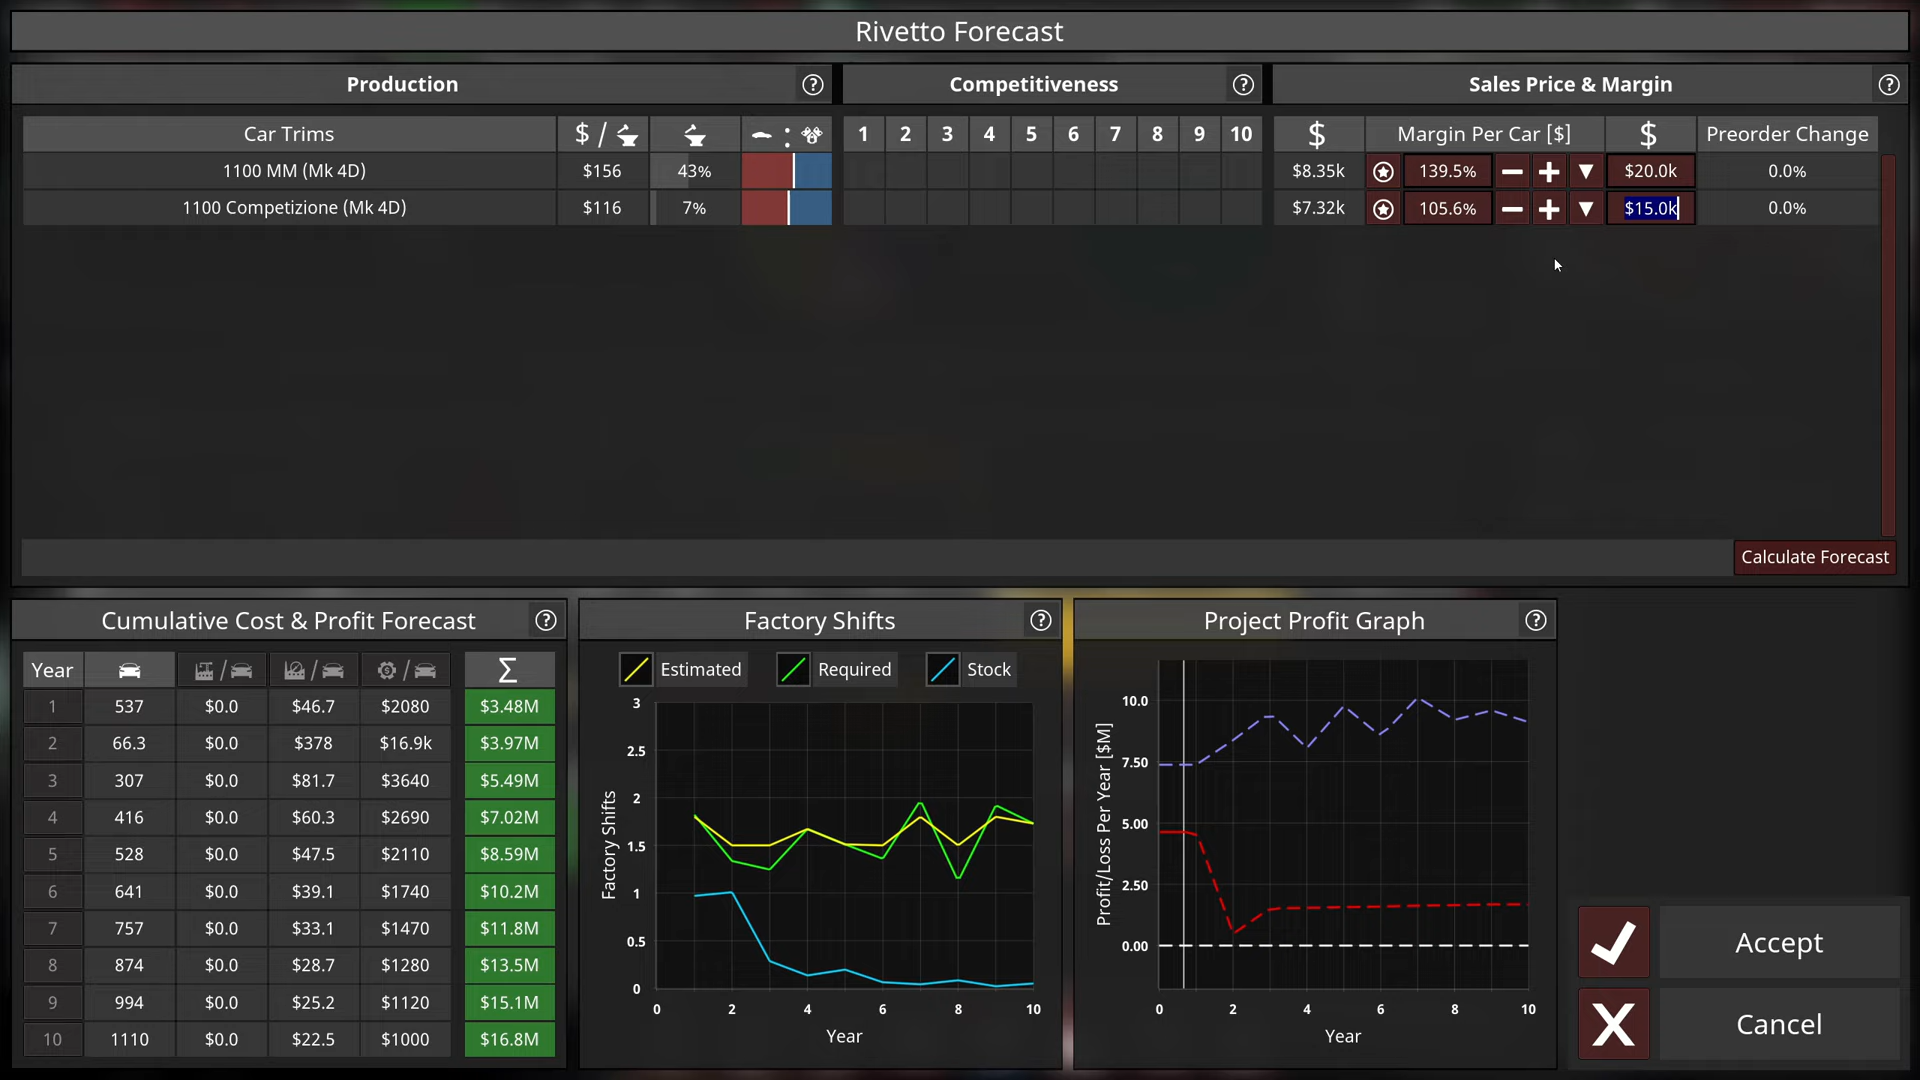 Rivetto Forecast
Production ?
Competitiveness ?
Sales Price & Margin ?
Car Trims $ / :
1 2 3 4 5 6 7 8 9 10
$ Margin Per Car [$] $ Preorder Change
1100 MM (Mk 4D) $156 43%
$8.35k 139.5% $20.0k 0.0%
1100 Competizione (Mk 4D) $116 7%
$7.32k 105.6% $15.0k 0.0%
Calculate Forecast
Cumulative Cost & Profit Forecast ?
Year / / / Σ
1 537 $0.0 $46.7 $2080 $3.48M
2 66.3 $0.0 $378 $16.9k $3.97M
3 307 $0.0 $81.7 $3640 $5.49M
4 416 $0.0 $60.3 $2690 $7.02M
5 528 $0.0 $47.5 $2110 $8.59M
6 641 $0.0 $39.1 $1740 $10.2M
7 757 $0.0 $33.1 $1470 $11.8M
8 874 $0.0 $28.7 $1280 $13.5M
9 994 $0.0 $25.2 $1120 $15.1M
10 1110 $0.0 $22.5 $1000 $16.8M
Factory Shifts ?
Estimated Required Stock
3
2.5
2
1.5
1
0.5
0
Factory Shifts
0 2 4 6 8 10
Year
Project Profit Graph ?
10.0
7.50
5.00
2.50
0.00
Profit/Loss Per Year [$M]
0 2 4 6 8 10
Year
Accept
X Cancel